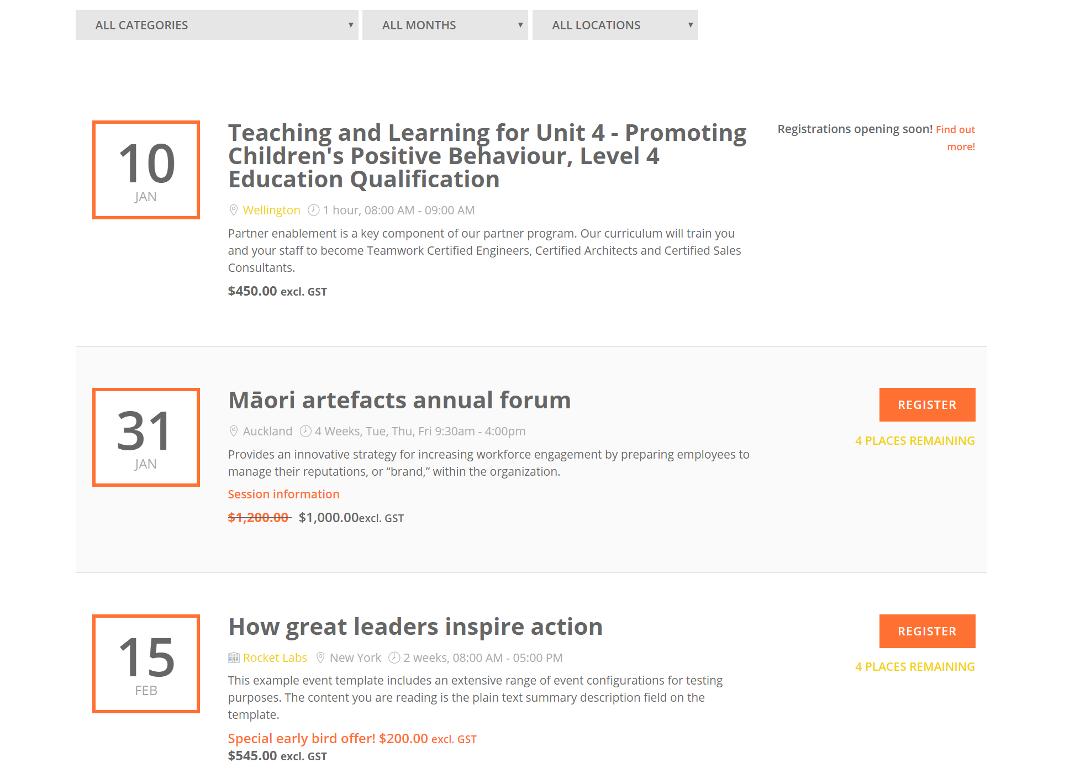 ALL CATEGORIES ALL MONTHS ALL LOCATIONS
10
JAN
Teaching and Learning for Unit 4 - Promoting
Children's Positive Behaviour, Level 4
Education Qualification
Wellington 1 hour, 08:00 AM - 09:00 AM
Partner enablement is a key component of our partner program. Our curriculum will train you
and your staff to become Teamwork Certified Engineers, Certified Architects and Certified Sales
Consultants.
$450.00 excl. GST
Registrations opening soon! Find out
more!
31
JAN
Māori artefacts annual forum
Auckland 4 Weeks, Tue, Thu, Fri 9:30am - 4:00pm
Provides an innovative strategy for increasing workforce engagement by preparing employees to
manage their reputations, or “brand,” within the organization.
Session information
$1,200.00 $1,000.00excl. GST
REGISTER
4 PLACES REMAINING
15
FEB
How great leaders inspire action
Rocket Labs New York 2 weeks, 08:00 AM - 05:00 PM
This example event template includes an extensive range of event configurations for testing
purposes. The content you are reading is the plain text summary description field on the
template.
Special early bird offer! $200.00 excl. GST
$545.00 excl. GST
REGISTER
4 PLACES REMAINING